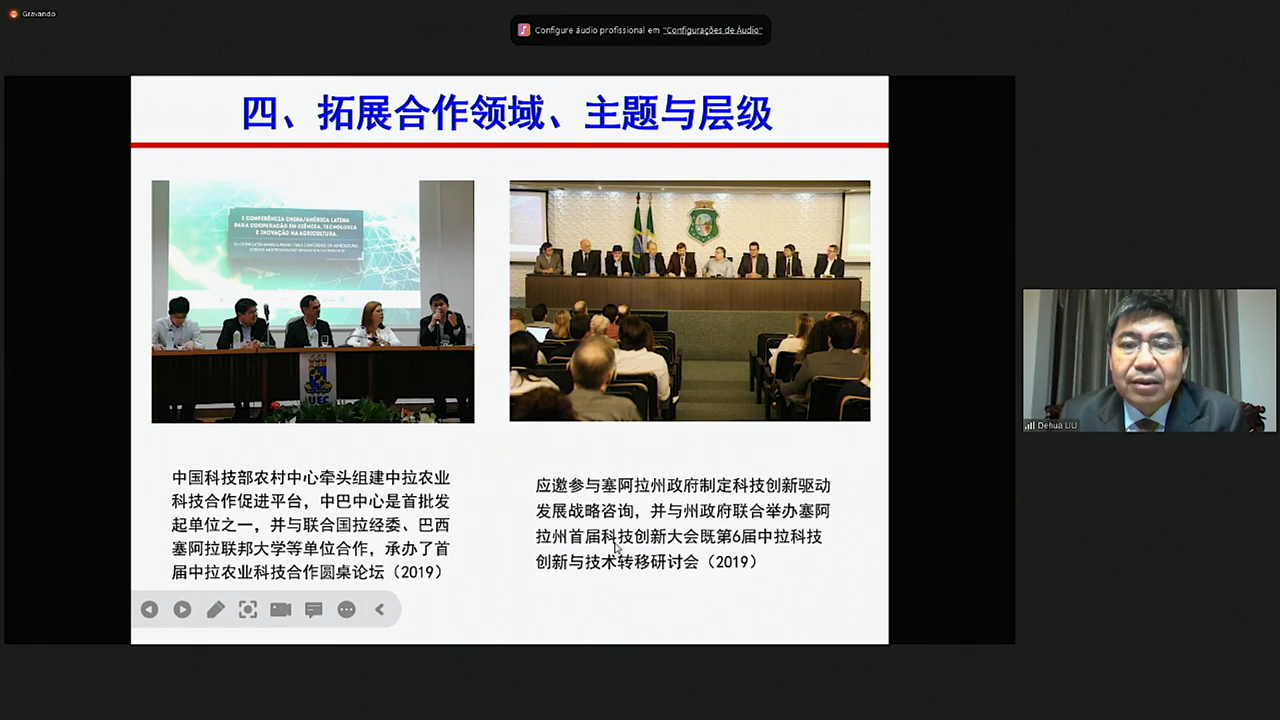 Gravando
Configure áudio profissional em "Configurações de Áudio"
四、拓展合作领域、主题与层级
I CONFERÊNCIA CHINA/AMÉRICA LATINA
PARA COOPERAÇÃO EM CIÊNCIA, TECNOLOGIA
E INOVAÇÃO NA AGRICULTURA.
UFC
中国科技部农村中心牵头组建中拉农业
科技合作促进平台，中巴中心是首批发
起单位之一，并与联合国拉经委、巴西
塞阿拉联邦大学等单位合作，承办了首
届中拉农业科技合作圆桌论坛（2019）
应邀参与塞阿拉州政府制定科技创新驱动
发展战略咨询，并与州政府联合举办塞阿
拉州首届科技创新大会既第6届中拉科技
创新与技术转移研讨会（2019）
Dehua LIU